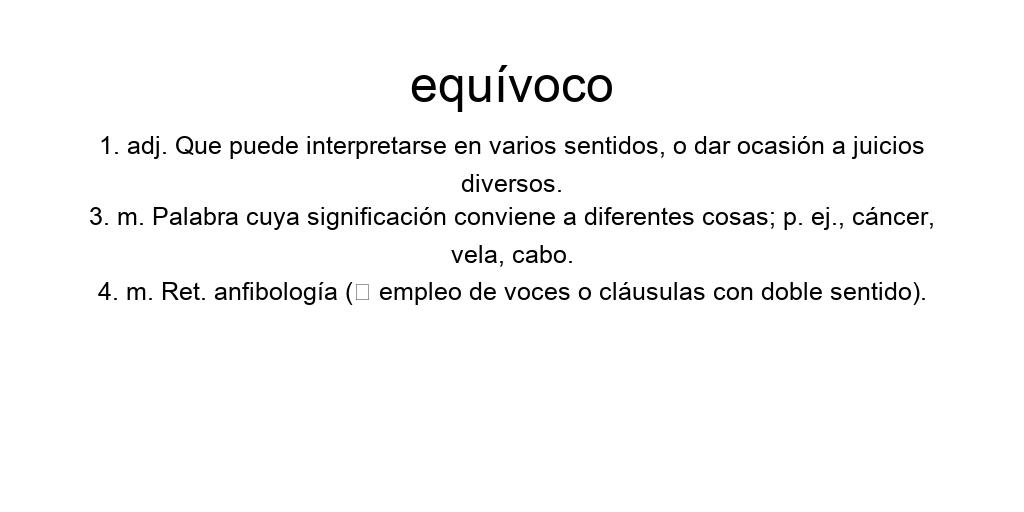 equívoco
1. adj. Que puede interpretarse en varios sentidos, o dar ocasión a juicios
diversos.
3. m. Palabra cuya significación conviene a diferentes cosas; p. ej., cáncer,
vela, cabo.
4. m. Ret. anfibología (□ empleo de voces o cláusulas con doble sentido).